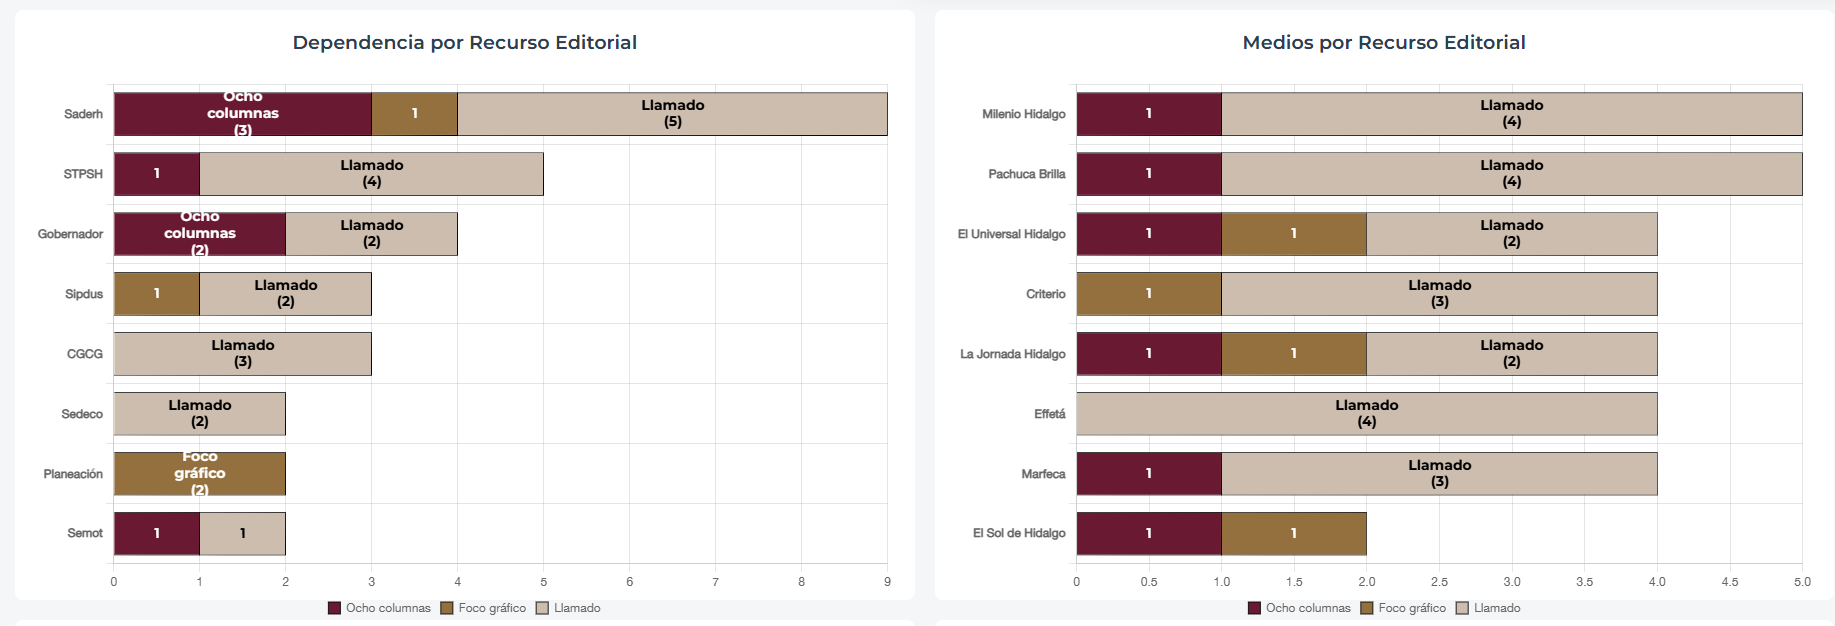 Dependencia por Recurso Editorial
Saderh
Ocho
columnas
(3)
1
Llamado
(5)
STPSH
1
Llamado
(4)
Gobernador
Ocho
columnas
(2)
Llamado
(2)
Sipdus
1
Llamado
(2)
CGCG
Llamado
(3)
Sedeco
Llamado
(2)
Planeación
Foco
gráfico
(2)
Semot
1
1
0 1 2 3 4 5 6 7 8 9
Ocho columnas Foco gráfico Llamado
Medios por Recurso Editorial
Milenio Hidalgo
1
Llamado
(4)
Pachuca Brilla
1
Llamado
(4)
El Universal Hidalgo
1
1
Llamado
(2)
Criterio
1
Llamado
(3)
La Jornada Hidalgo
1
1
Llamado
(2)
Effetá
Llamado
(4)
Marfeca
1
Llamado
(3)
El Sol de Hidalgo
1
1
0 0.5 1.0 1.5 2.0 2.5 3.0 3.5 4.0 4.5 5.0
Ocho columnas Foco gráfico Llamado